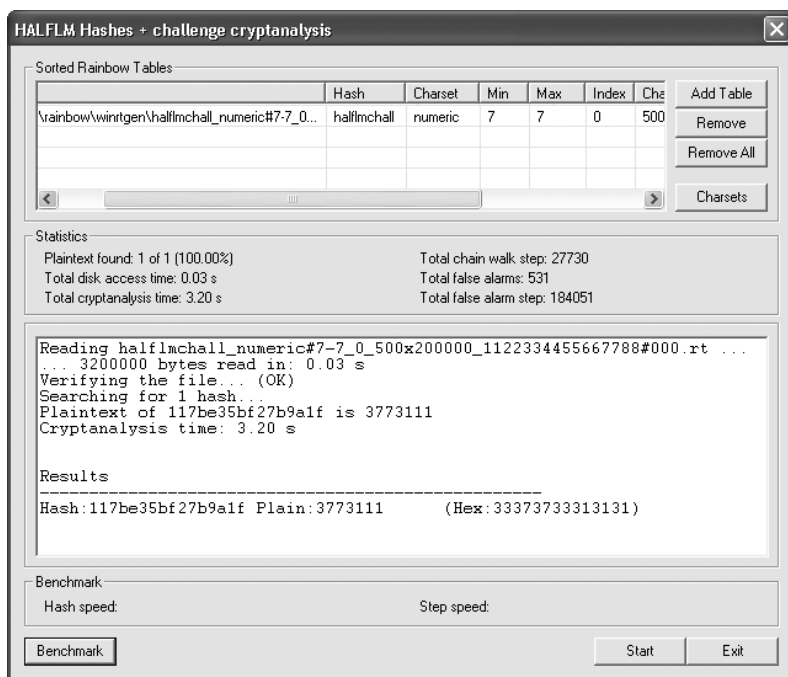 HALFLM Hashes + challenge cryptanalysis
Sorted Rainbow Tables
Hash Charset Min Max Index Cha
\rainbow\winrtgen\halflmchall_numeric#7-7_0... halflmchall numeric 7 7 0 500
Add Table
Remove
Remove All
Charsets
Statistics
Plaintext found: 1 of 1 (100.00%)
Total disk access time: 0.03 s
Total cryptanalysis time: 3.20 s
Total chain walk step: 27730
Total false alarms: 531
Total false alarm step: 184051
Reading halflmchall_numeric#7-7_0_500x200000_1122334455667788#000.rt ...
... 3200000 bytes read in: 0.03 s
Verifying the file... (OK)
Searching for 1 hash...
Plaintext of 117be35bf27b9a1f is 3773111
Cryptanalysis time: 3.20 s
Results
---------------------------------------------------
Hash:117be35bf27b9a1f Plain:3773111 (Hex:33373733313131)
Benchmark
Hash speed:
Step speed:
Benchmark
Start
Exit